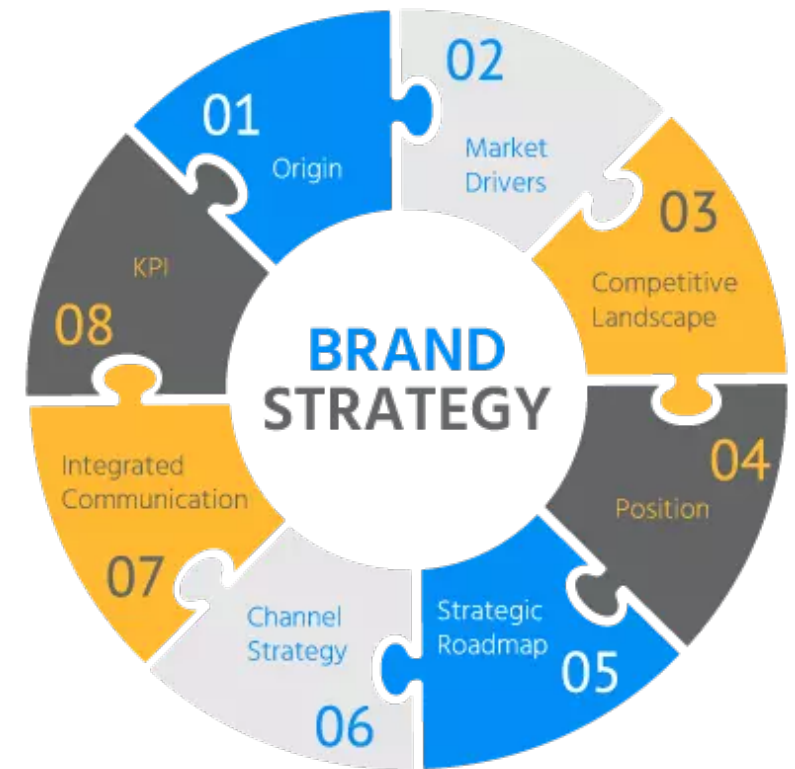 01
Origin
02
Market
Drivers
03
Competitive
Landscape
04
Position
05
Strategic
Roadmap
06
Channel
Strategy
07
Integrated
Communication
08
KPI
BRAND
STRATEGY